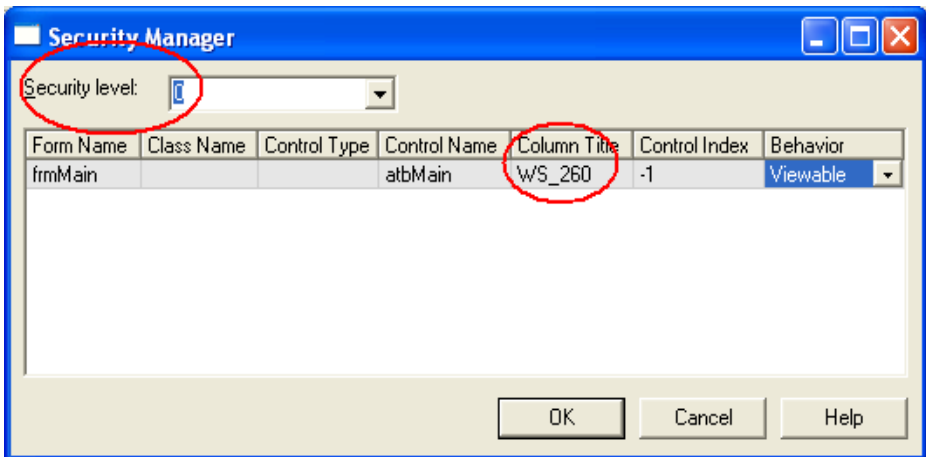 Security Manager
Security level: 0
Form Name Class Name Control Type Control Name Column Title Control Index Behavior
frmMain atbMain WS_260 -1 Viewable
OK Cancel Help